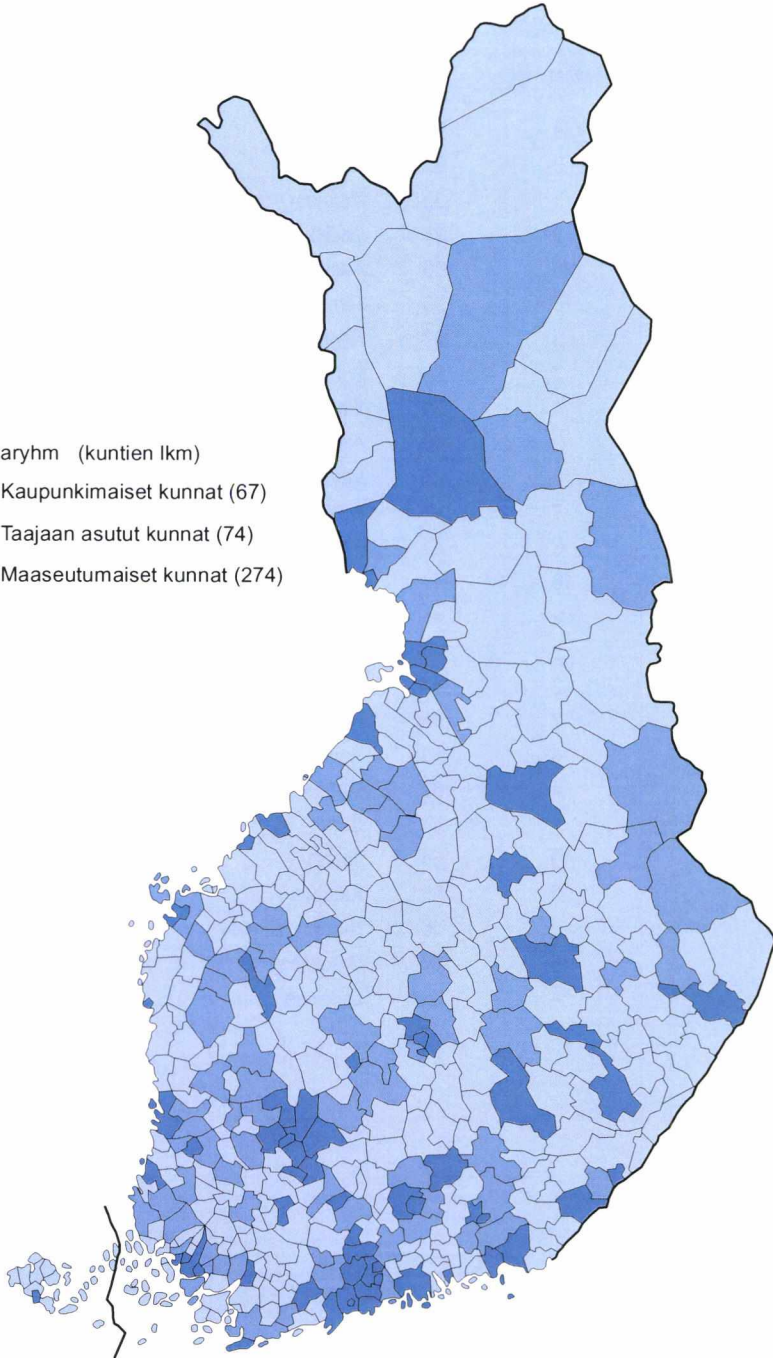 aryhm (kuntien lkm)
Kaupunkimaiset kunnat (67)
Taajaan asutut kunnat (74)
Maaseutumaiset kunnat (274)